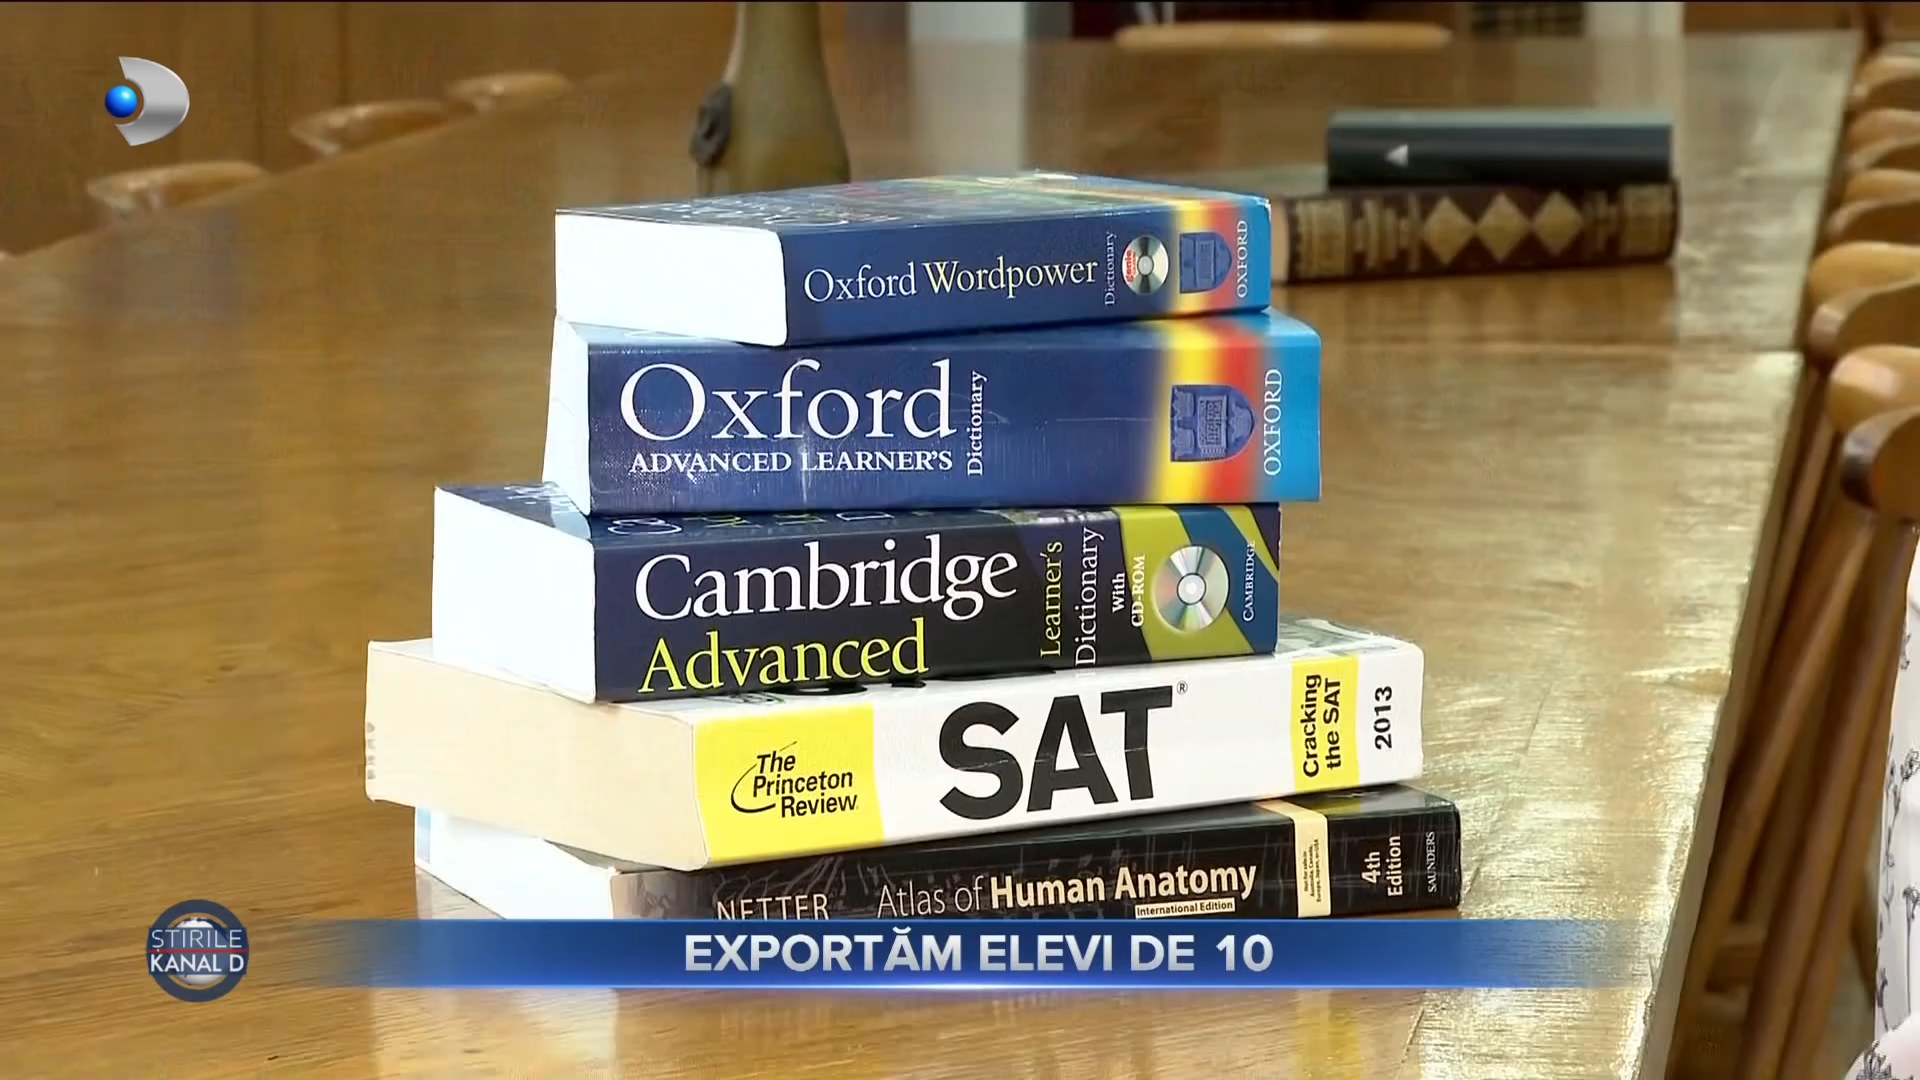 Oxford Wordpower
Dictionary
Genie
OXFORD
Oxford
ADVANCED LEARNER'S
Dictionary
OXFORD
Cambridge
Advanced
Learner's
Dictionary
With
CD-ROM
CAMBRIDGE
The
Princeton
Review
SAT®
Cracking
the SAT
2013
NETTER
Atlas of Human Anatomy
International Edition
4th
Edition
SAUNDERS
ȘTIRILE
KANAL D
EXPORTĂM ELEVI DE 10